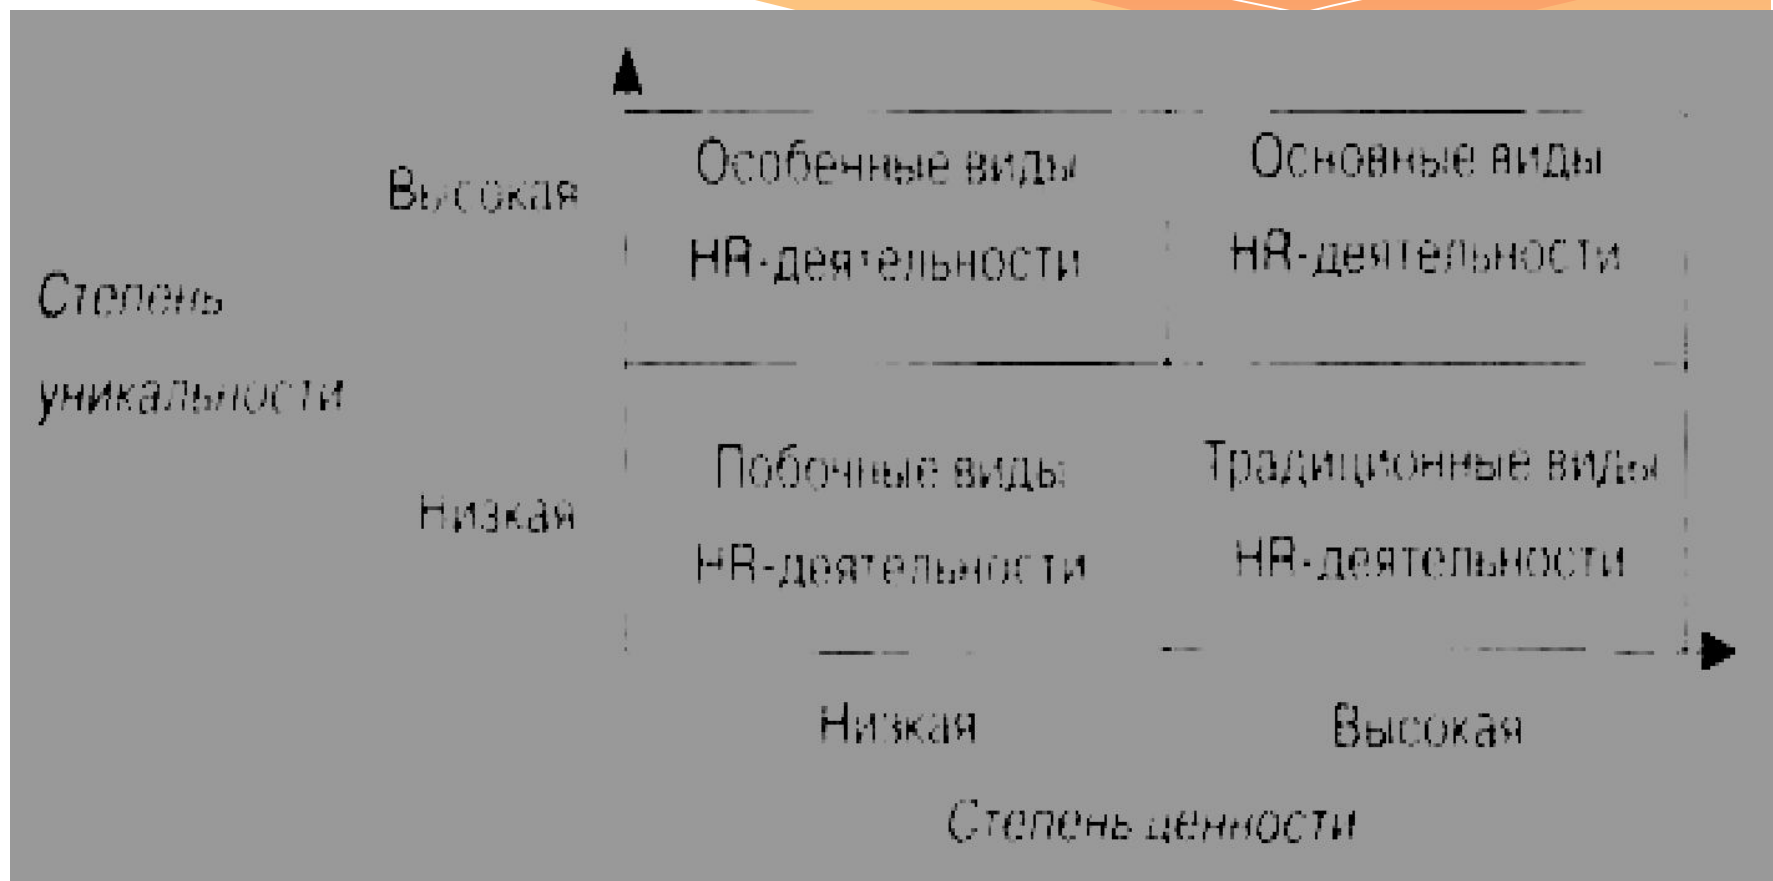 Особенные виды
HR-деятельности
Основные виды
HR-деятельности
Высокая
Степень
уникальности
Побочные виды
HR-деятельности
Традиционные виды
HR-деятельности
Низкая
Низкая
Высокая
Степень ценности